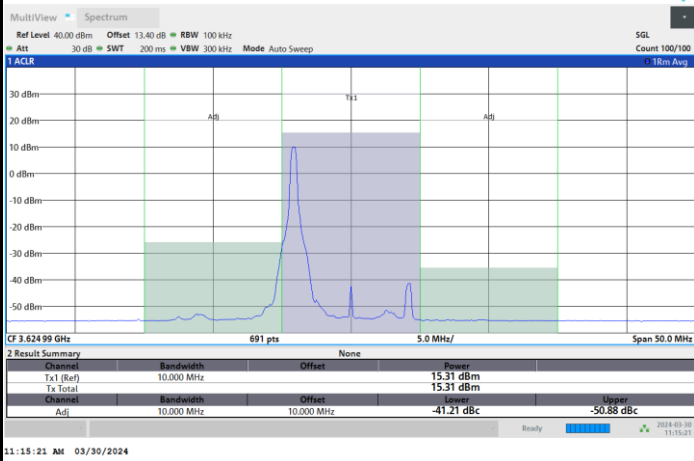 MultiView Spectrum
Ref Level 40.00 dBm Offset 13.40 dB RBW 100 kHz SGL
Att 30 dB SWT 200 ms VBW 300 kHz Mode Auto Sweep Count 100/100
1 ACLR 1Rm Avg
30 dBm
Tx1
20 dBm Adj Adj
10 dBm
0 dBm
-10 dBm
-20 dBm
-30 dBm
-40 dBm
-50 dBm
CF 3.624 99 GHz 691 pts 5.0 MHz/ Span 50.0 MHz
2 Result Summary None
Channel Bandwidth Offset Power
Tx1 (Ref) 10.000 MHz 15.31 dBm
Tx Total 15.31 dBm
Channel Bandwidth Offset Lower Upper
Adj 10.000 MHz 10.000 MHz -41.21 dBc -50.88 dBc
Ready 2024-03-30
11:15:21
11:15:21 AM 03/30/2024